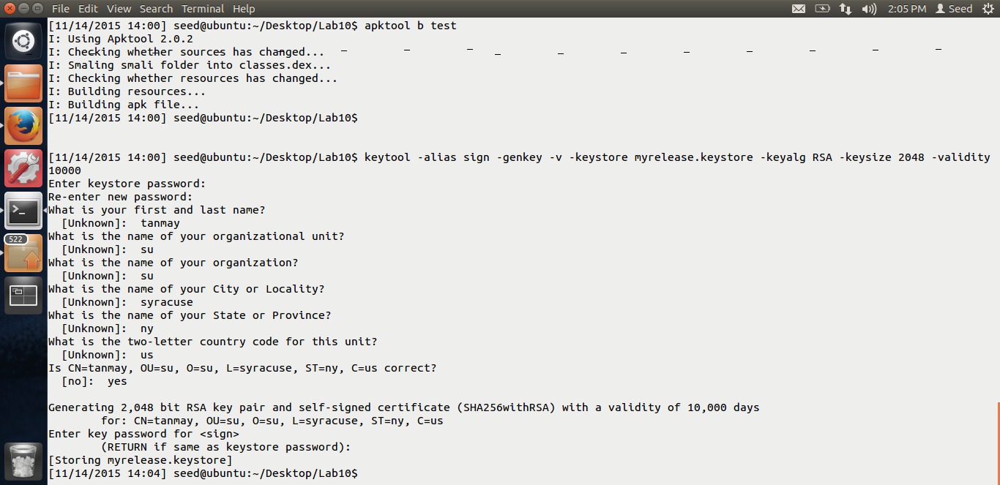 File Edit View Search Terminal Help 2:05 PM Seed
[11/14/2015 14:00] seed@ubuntu:~/Desktop/Lab10$ apktool b test
I: Using Apktool 2.0.2
I: Checking whether sources has changed...
I: Smaling smali folder into classes.dex...
I: Checking whether resources has changed...
I: Building resources...
I: Building apk file...
[11/14/2015 14:00] seed@ubuntu:~/Desktop/Lab10$
[11/14/2015 14:00] seed@ubuntu:~/Desktop/Lab10$ keytool -alias sign -genkey -v -keystore myrelease.keystore -keyalg RSA -keysize 2048 -validity
10000
Enter keystore password:
Re-enter new password:
What is your first and last name?
  [Unknown]:  tanmay
What is the name of your organizational unit?
522
  [Unknown]:  su
What is the name of your organization?
  [Unknown]:  su
What is the name of your City or Locality?
  [Unknown]:  syracuse
What is the name of your State or Province?
  [Unknown]:  ny
What is the two-letter country code for this unit?
  [Unknown]:  us
Is CN=tanmay, OU=su, O=su, L=syracuse, ST=ny, C=us correct?
  [no]:  yes
Generating 2,048 bit RSA key pair and self-signed certificate (SHA256withRSA) with a validity of 10,000 days
        for: CN=tanmay, OU=su, O=su, L=syracuse, ST=ny, C=us
Enter key password for <sign>
        (RETURN if same as keystore password):
[Storing myrelease.keystore]
[11/14/2015 14:04] seed@ubuntu:~/Desktop/Lab10$